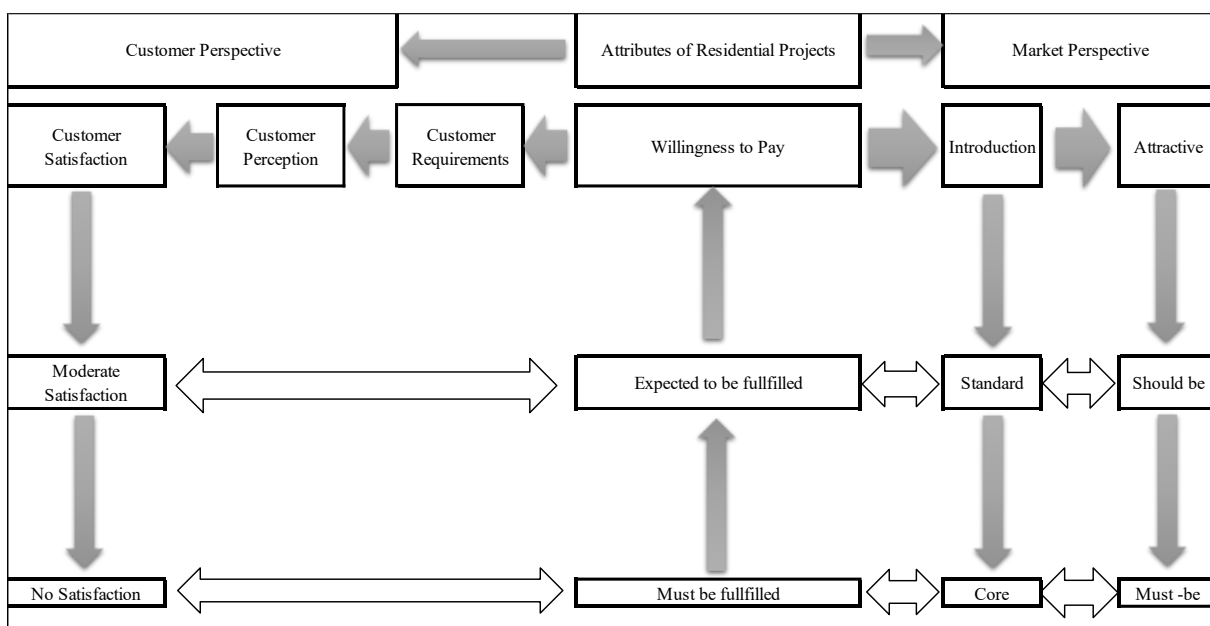 Customer Perspective
Attributes of Residential Projects
Market Perspective
Customer
Satisfaction
Customer
Perception
Customer
Requirements
Willingness to Pay
Introduction
Attractive
Moderate
Satisfaction
Expected to be fullfilled
Standard
Should be
No Satisfaction
Must be fullfilled
Core
Must -be